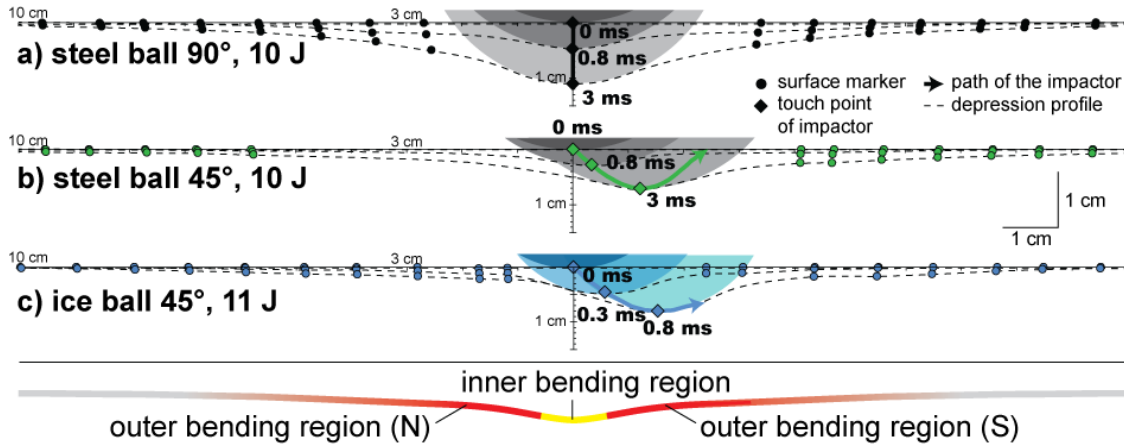 10 cm
3 cm
0 ms
0.8 ms
a) steel ball 90°, 10 J
1 cm
3 ms
surface marker
touch point
of impactor
path of the impactor
depression profile
0 ms
10 cm
3 cm
0.8 ms
b) steel ball 45°, 10 J
1 cm
3 ms
1 cm
1 cm
10 cm
3 cm
0 ms
c) ice ball 45°, 11 J
1 cm
0.3 ms
0.8 ms
inner bending region
outer bending region (N)
outer bending region (S)